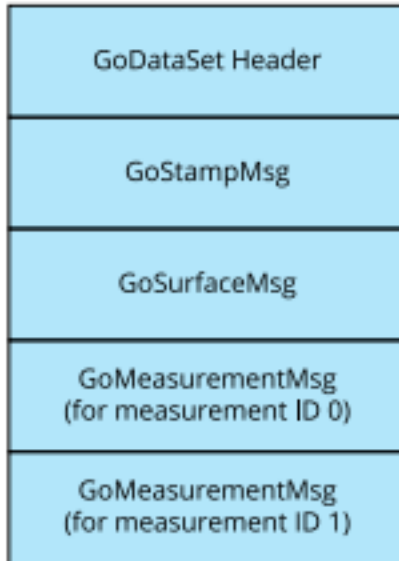 GoDataSet Header
GoStampMsg
GoSurfaceMsg
GoMeasurementMsg
(for measurement ID 0)
GoMeasurementMsg
(for measurement ID 1)